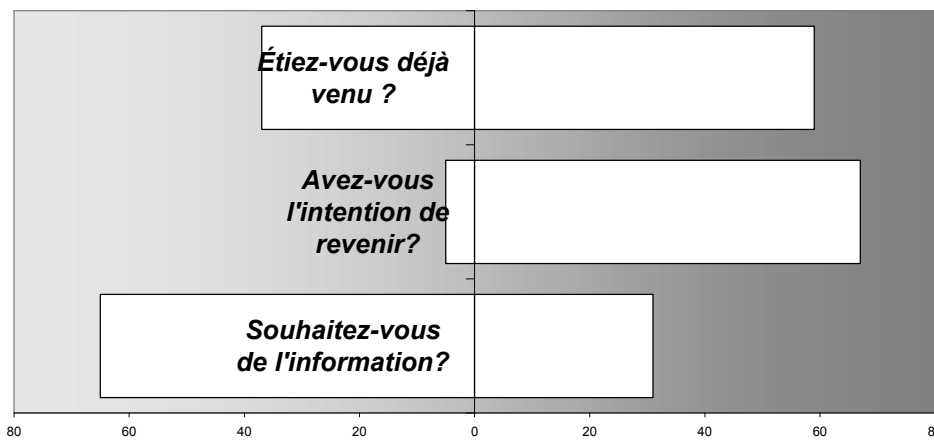 Étiez-vous déjà
venu ?
Avez-vous
l'intention de
revenir?
Souhaitez-vous
de l'information?
80 60 40 20 0 20 40 60 80